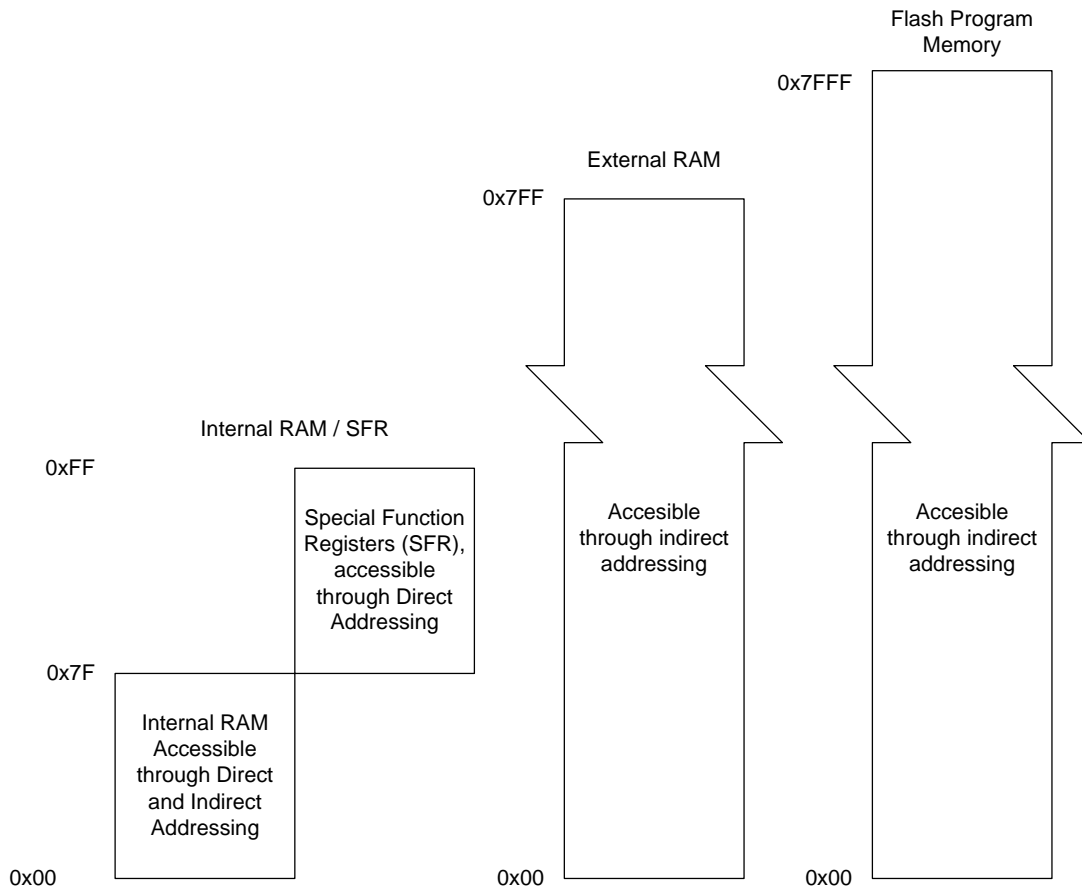 Flash Program
Memory
0x7FFF
External RAM
0x7FF
Internal RAM / SFR
0xFF
Special Function
Registers (SFR),
accessible
through Direct
Addressing
Accesible
through indirect
addressing
Accesible
through indirect
addressing
0x7F
Internal RAM
Accessible
through Direct
and Indirect
Addressing
0x00
0x00
0x00